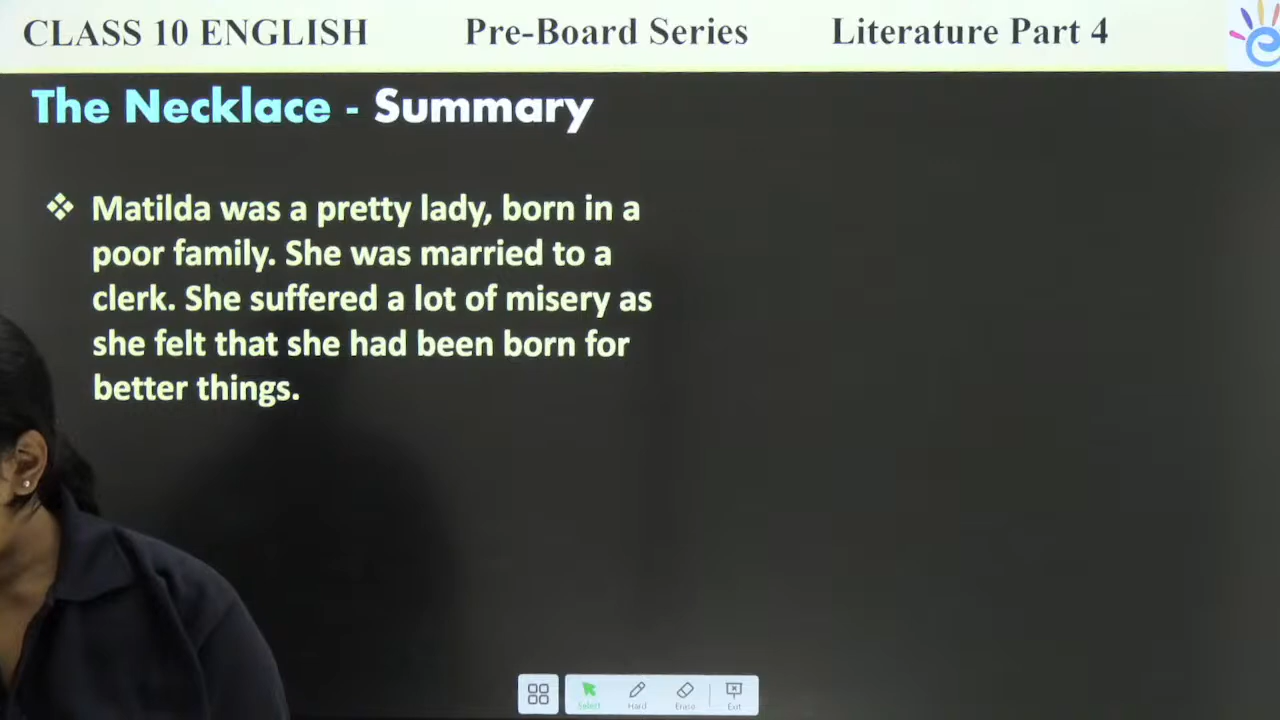 CLASS 10 ENGLISH Pre-Board Series Literature Part 4
The Necklace - Summary
❖ Matilda was a pretty lady, born in a
poor family. She was married to a
clerk. She suffered a lot of misery as
she felt that she had been born for
better things.
Select Hard Erase Exit